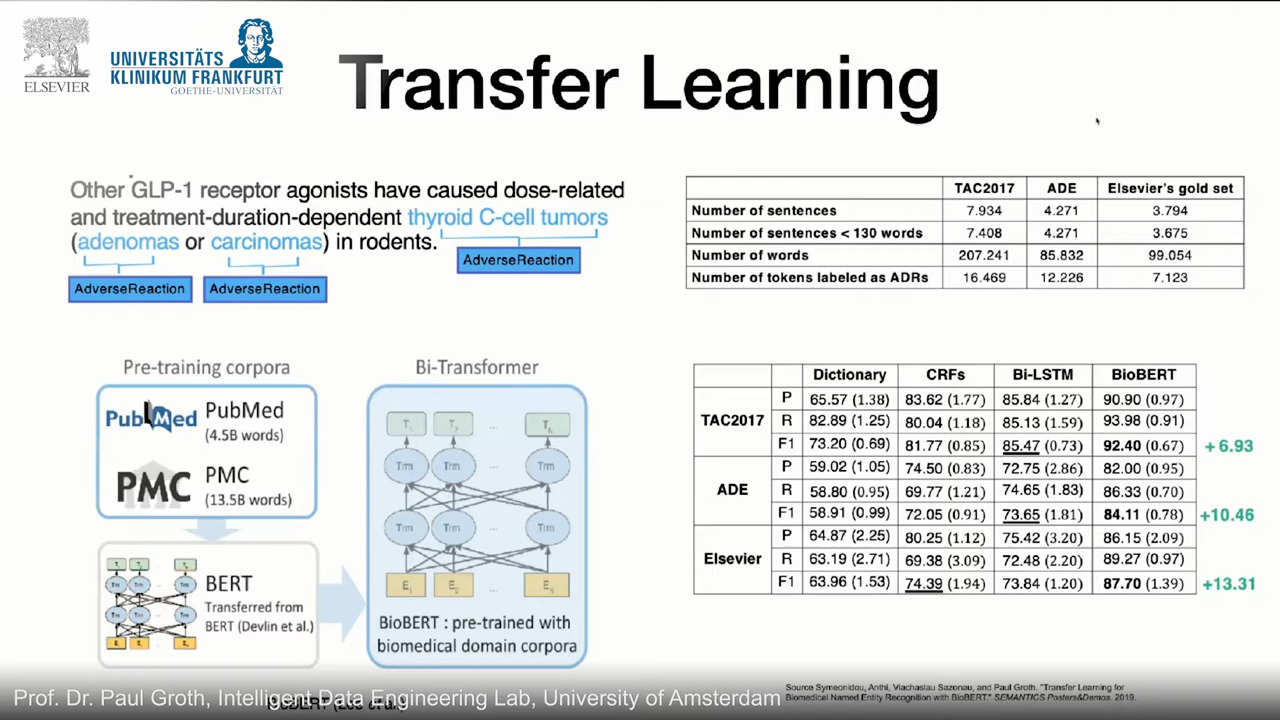 ELSEVIER
UNIVERSITÄTS
KLINIKUM FRANKFURT
GOETHE-UNIVERSITÄT
Transfer Learning
Other GLP-1 receptor agonists have caused dose-related
and treatment-duration-dependent thyroid C-cell tumors
(adenomas or carcinomas) in rodents.
AdverseReaction
AdverseReaction AdverseReaction
TAC2017 ADE Elsevier's gold set
Number of sentences 7.934 4.271 3.794
Number of sentences < 130 words 7.408 4.271 3.675
Number of words 207.241 85.832 99.054
Number of tokens labeled as ADRs 16.469 12.226 7.123
Pre-training corpora
PubMed PubMed
(4.5B words)
PMC PMC
(13.5B words)
BERT
Transferred from
BERT (Devlin et al.)
Bi-Transformer
T1 T2 ...
Trm Trm ... Trm
Trm Trm ... Trm
E1 E2 ...
BioBERT : pre-trained with
biomedical domain corpora
Dictionary CRFs Bi-LSTM BioBERT
TAC2017 P 65.57 (1.38) 83.62 (1.77) 85.84 (1.27) 90.90 (0.97)
R 82.89 (1.25) 80.04 (1.18) 85.13 (1.59) 93.98 (0.91)
F1 73.20 (0.69) 81.77 (0.85) 85.47 (0.73) 92.40 (0.67) + 6.93
ADE P 59.02 (1.05) 74.50 (0.83) 72.75 (2.86) 82.00 (0.95)
R 58.80 (0.95) 69.77 (1.21) 74.65 (1.83) 86.33 (0.70)
F1 58.91 (0.99) 72.05 (0.91) 73.65 (1.81) 84.11 (0.78) +10.46
Elsevier P 64.87 (2.25) 80.25 (1.12) 75.42 (3.20) 86.15 (2.09)
R 63.19 (2.71) 69.38 (3.09) 72.48 (2.20) 89.27 (0.97)
F1 63.96 (1.53) 74.39 (1.94) 73.84 (1.20) 87.70 (1.39) +13.31
Prof. Dr. Paul Groth, Intelligent Data Engineering Lab, University of Amsterdam
Source Symeonidou, Anthi, Viachaslau Sazonau, and Paul Groth. "Transfer Learning for
Biomedical Named Entity Recognition with BioBERT." SEMANTICS Posters&Demos. 2019.